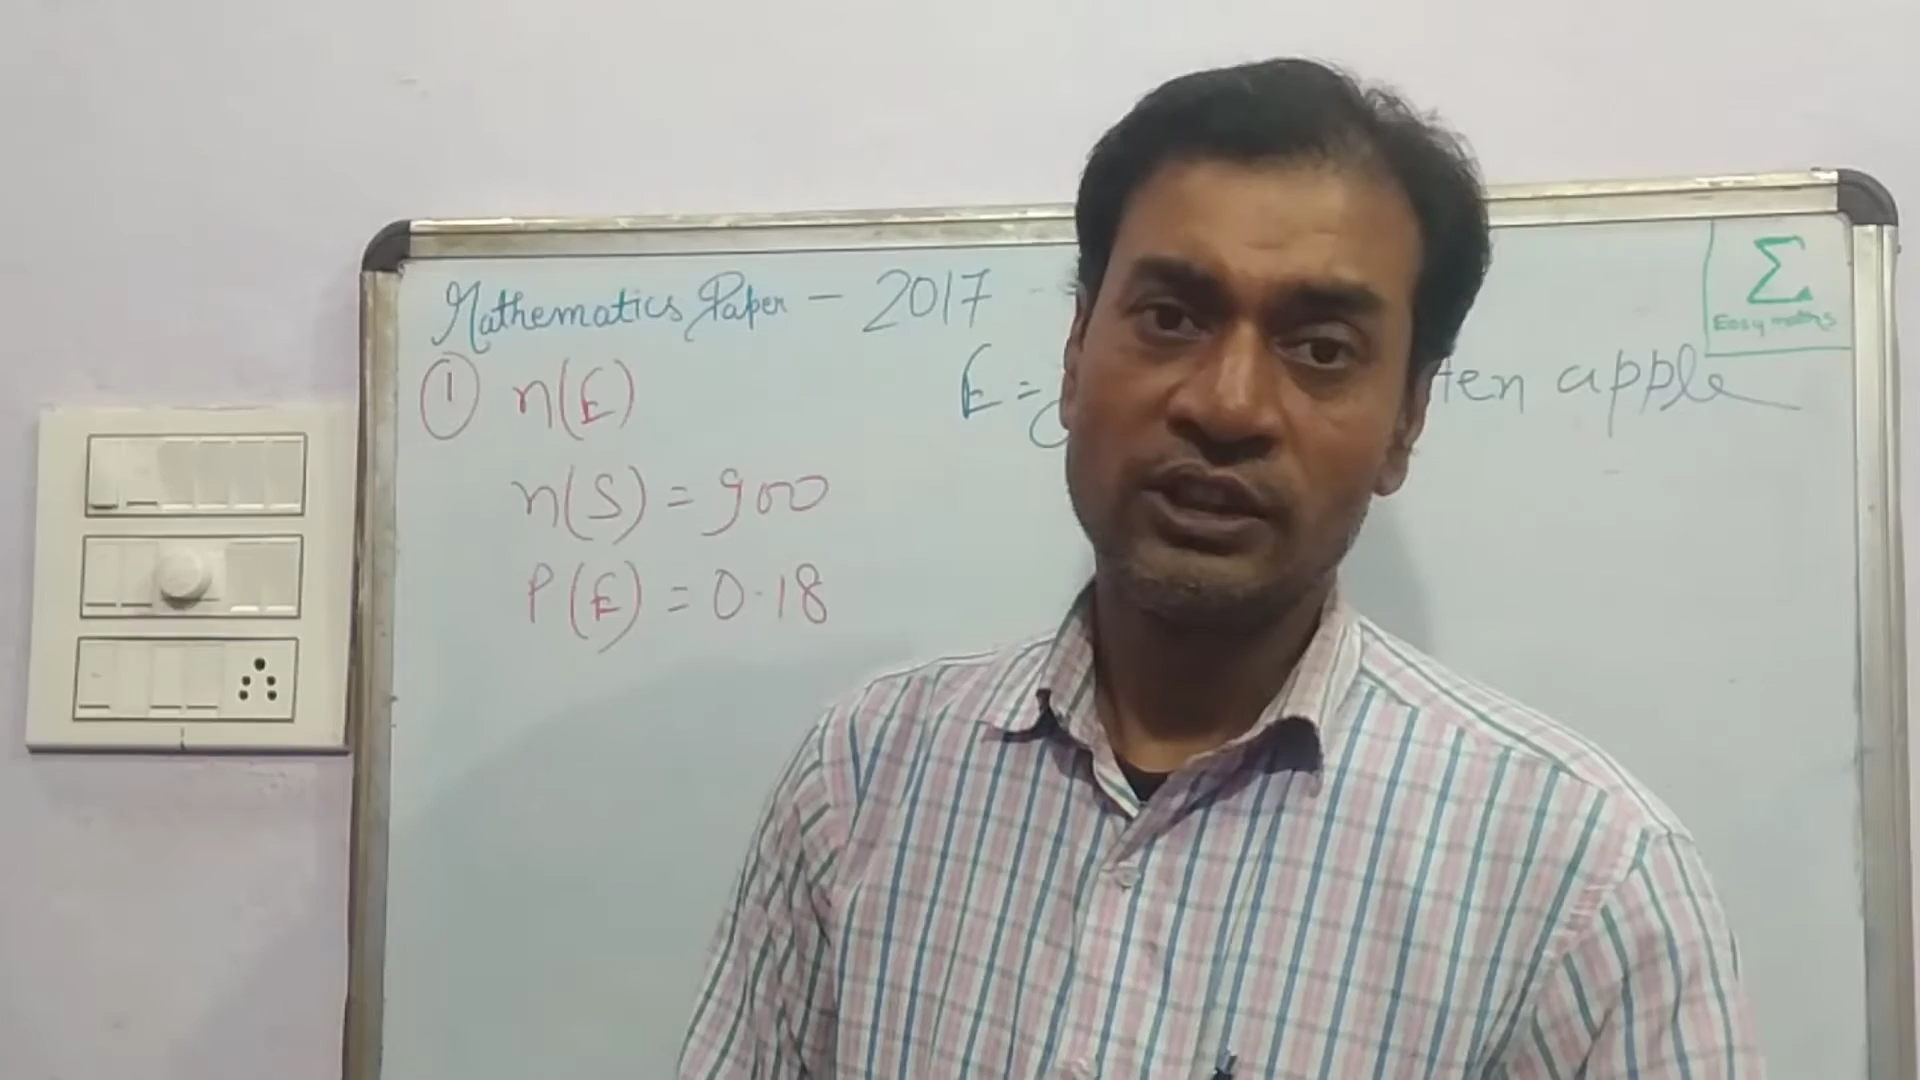 Mathematics Paper - 2017
Σ
Easy maths
① n(E)
E =
ten apple
n(S) = 900
P(E) = 0.18